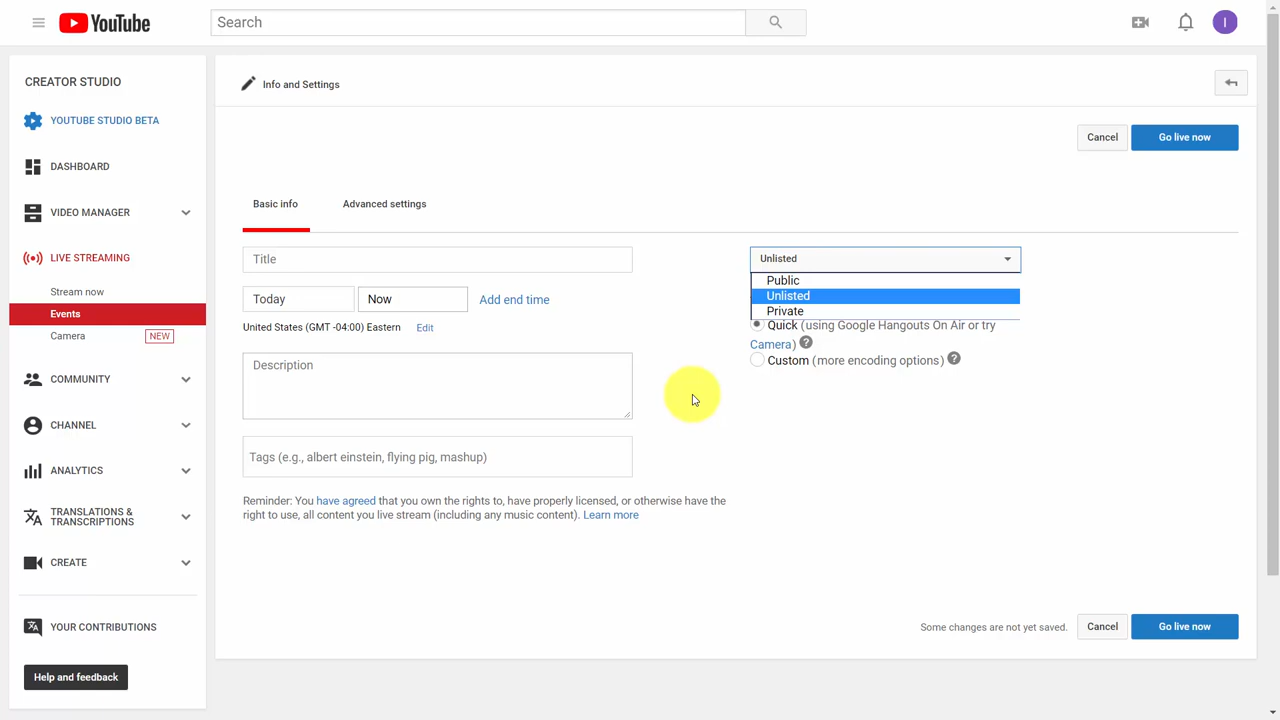 YouTube
Search
I
CREATOR STUDIO
YOUTUBE STUDIO BETA
DASHBOARD
VIDEO MANAGER
LIVE STREAMING
Stream now
Events
Camera NEW
COMMUNITY
CHANNEL
ANALYTICS
TRANSLATIONS &
TRANSCRIPTIONS
CREATE
YOUR CONTRIBUTIONS
Help and feedback
Info and Settings
Cancel Go live now
Basic info Advanced settings
Title
Today Now Add end time
United States (GMT -04:00) Eastern Edit
Description
Tags (e.g., albert einstein, flying pig, mashup)
Reminder: You have agreed that you own the rights to, have properly licensed, or otherwise have the
right to use, all content you live stream (including any music content). Learn more
Unlisted
Public
Unlisted
Private
Quick (using Google Hangouts On Air or try
Camera) ?
Custom (more encoding options) ?
Some changes are not yet saved. Cancel Go live now